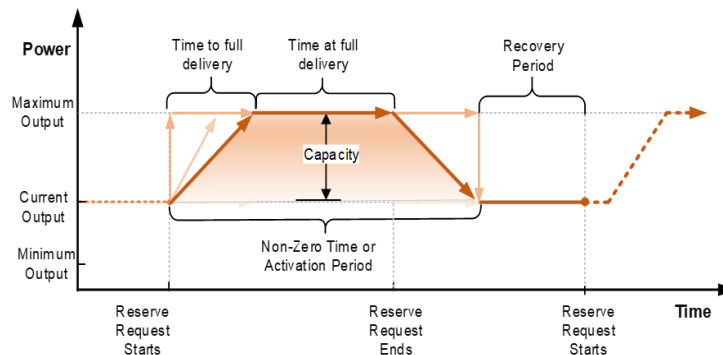 Power
Time to full
delivery
Time at full
delivery
Recovery
Period
Maximum
Output
Capacity
Current
Output
Non-Zero Time or
Activation Period
Minimum
Output
Reserve
Request
Starts
Reserve
Request
Ends
Reserve
Request
Starts
Time